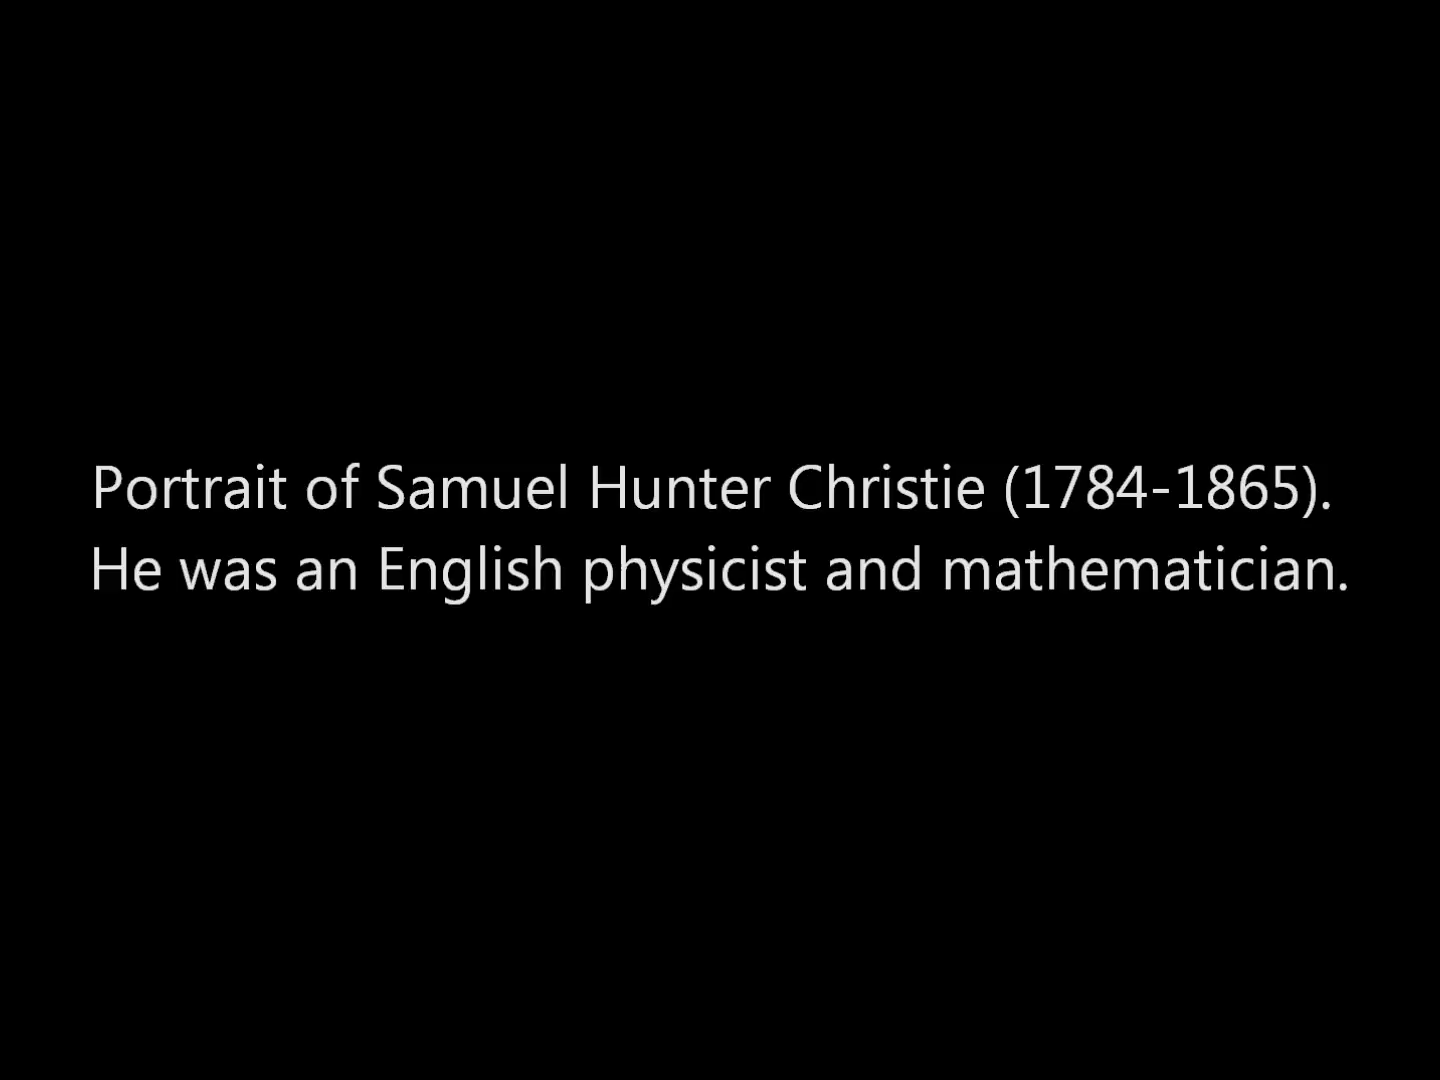 Portrait of Samuel Hunter Christie (1784-1865).
He was an English physicist and mathematician.